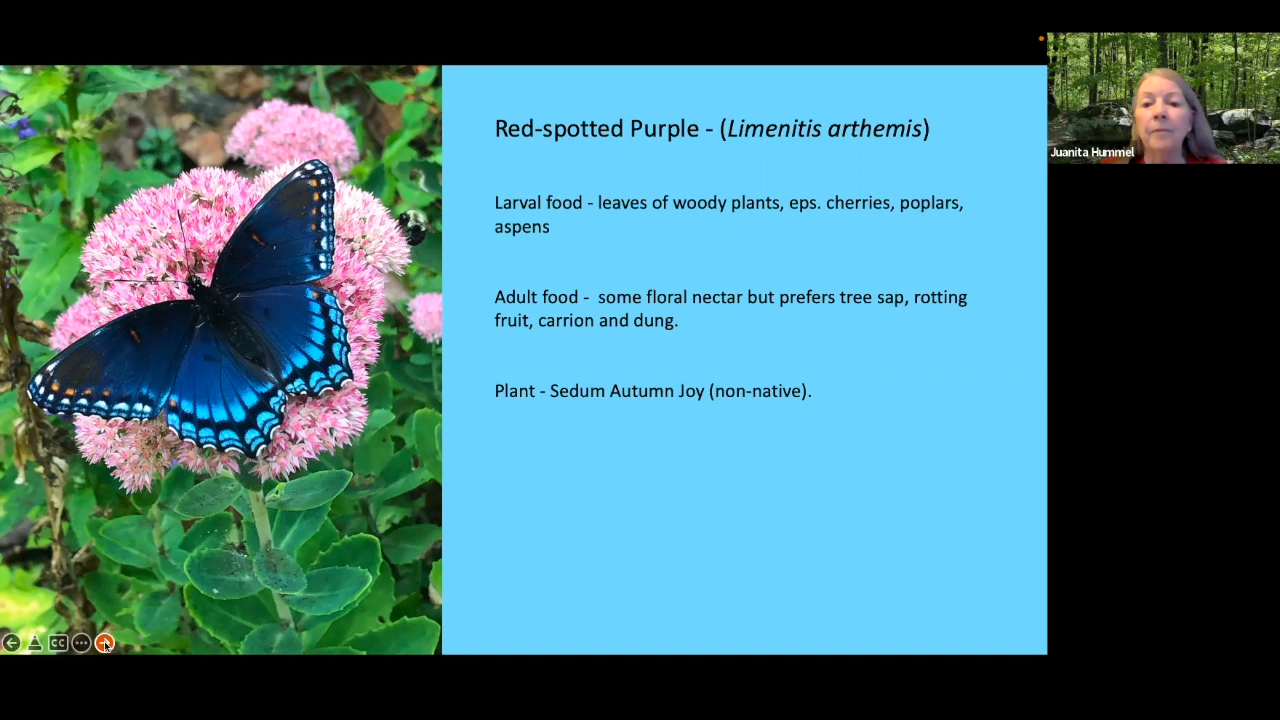 Red-spotted Purple - (Limenitis arthemis)
Larval food - leaves of woody plants, eps. cherries, poplars,
aspens
Adult food -  some floral nectar but prefers tree sap, rotting
fruit, carrion and dung.
Plant - Sedum Autumn Joy (non-native).
Juanita Hummel
CC